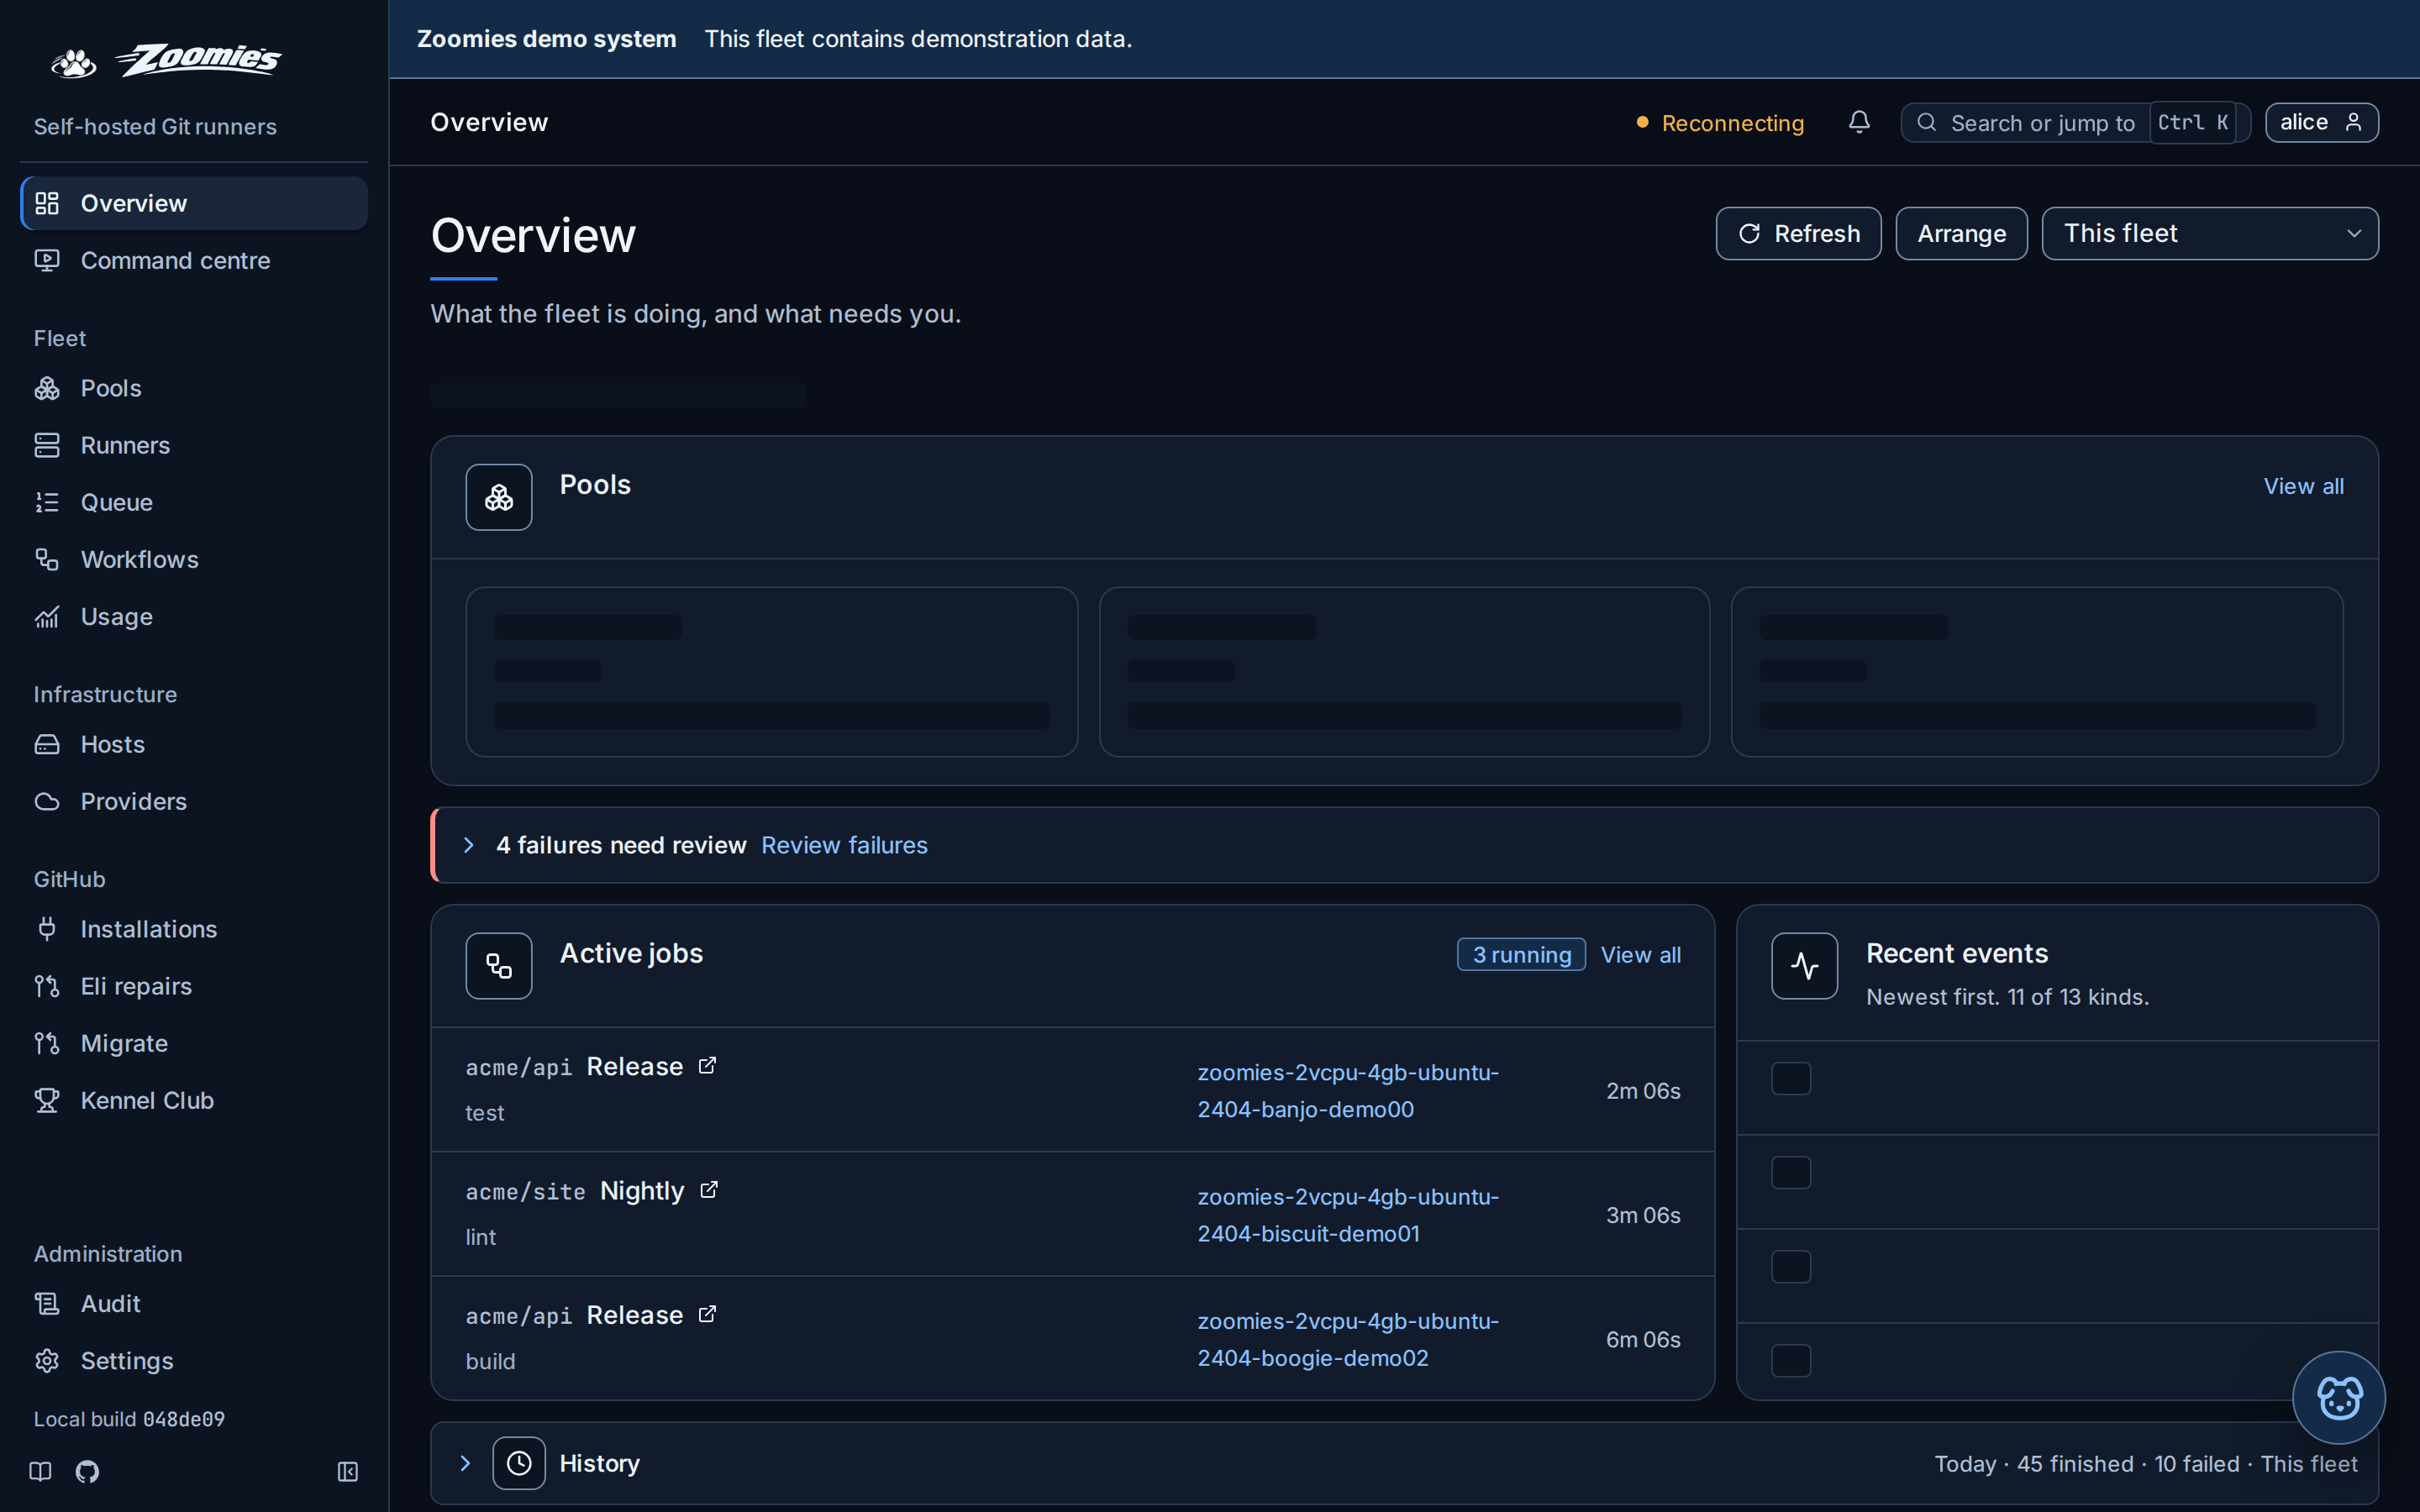 Zoomies
Self-hosted Git runners
Overview
Command centre
Fleet
Pools
Runners
Queue
Workflows
Usage
Infrastructure
Hosts
Providers
GitHub
Installations
Eli repairs
Migrate
Kennel Club
Administration
Audit
Settings
Local build 048de09
Zoomies demo system This fleet contains demonstration data.
Overview
Reconnecting
Search or jump to Ctrl K
alice
Overview
Refresh
Arrange
This fleet
What the fleet is doing, and what needs you.
Pools
View all
4 failures need review Review failures
Active jobs
3 running View all
acme/api Release
test
zoomies-2vcpu-4gb-ubuntu-
2404-banjo-demo00
2m 06s
acme/site Nightly
lint
zoomies-2vcpu-4gb-ubuntu-
2404-biscuit-demo01
3m 06s
acme/api Release
build
zoomies-2vcpu-4gb-ubuntu-
2404-boogie-demo02
6m 06s
Recent events
Newest first. 11 of 13 kinds.
History
Today · 45 finished · 10 failed · This fleet